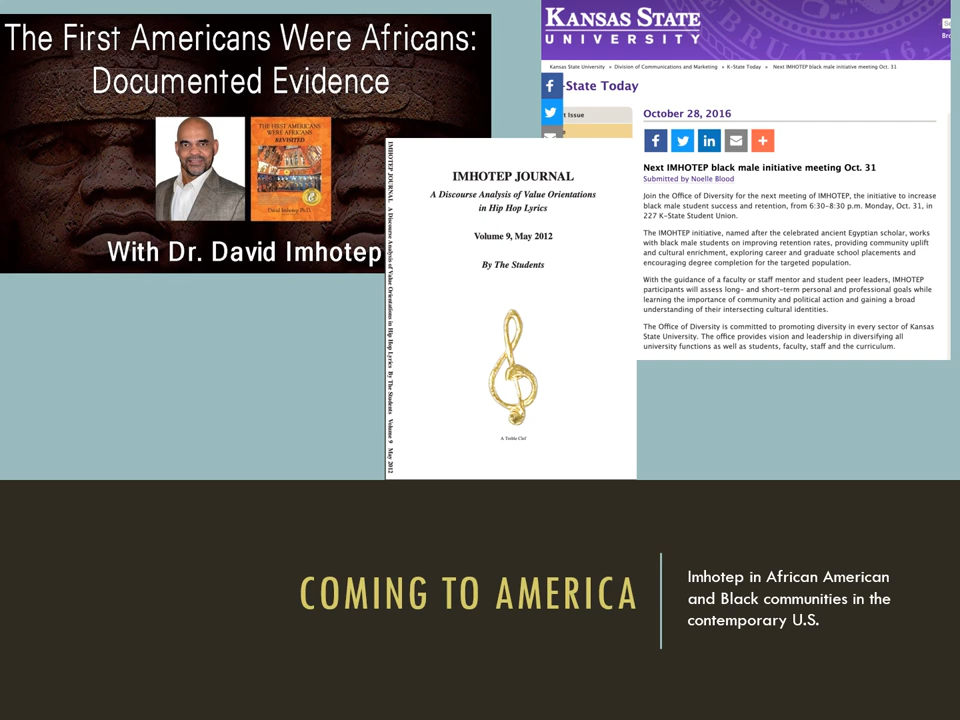 The First Americans Were Africans:
Documented Evidence
THE FIRST AMERICANS
WERE AFRICANS
REVISITED
David Imhotep Ph.D.
With Dr. David Imhotep
KANSAS STATE
UNIVERSITY
Kansas State University » Division of Communications and Marketing » K-State Today » Next IMHOTEP black male initiative meeting Oct. 31
-State Today
t Issue
October 28, 2016
Next IMHOTEP black male initiative meeting Oct. 31
Submitted by Noelle Blood
Join the Office of Diversity for the next meeting of IMHOTEP, the initiative to increase
black male student success and retention, from 6:30-8:30 p.m. Monday, Oct. 31, in
227 K-State Student Union.
The IMOHTEP initiative, named after the celebrated ancient Egyptian scholar, works
with black male students on improving retention rates, providing community uplift
and cultural enrichment, exploring career and graduate school placements and
encouraging degree completion for the targeted population.
With the guidance of a faculty or staff mentor and student peer leaders, IMHOTEP
participants will assess long- and short-term personal and professional goals while
learning the importance of community and political action and gaining a broad
understanding of their intersecting cultural identities.
The Office of Diversity is committed to promoting diversity in every sector of Kansas
State University. The office provides vision and leadership in diversifying all
university functions as well as students, faculty, staff and the curriculum.
IMHOTEP JOURNAL A Discourse Analysis of Value Orientations in Hip Hop Lyrics By The Students Volume 9 May 2012
IMHOTEP JOURNAL
A Discourse Analysis of Value Orientations
in Hip Hop Lyrics
Volume 9, May 2012
By The Students
A Treble Clef
COMING TO AMERICA
Imhotep in African American
and Black communities in the
contemporary U.S.